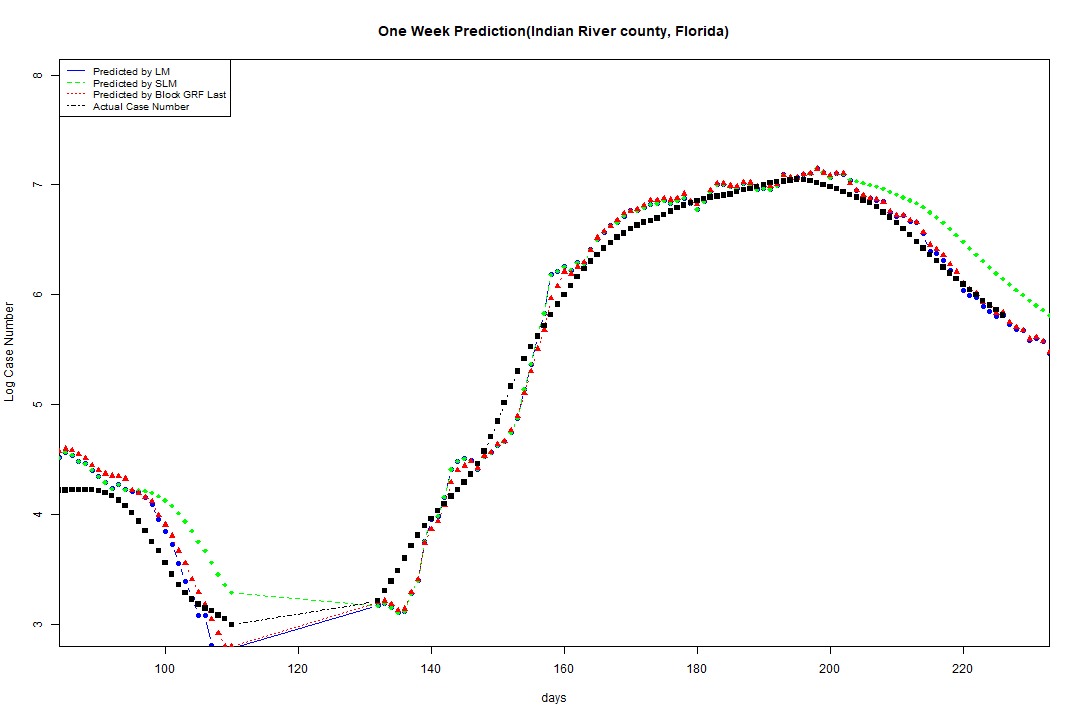 One Week Prediction(Indian River county, Florida)
Predicted by LM
Predicted by SLM
Predicted by Block GRF Last
Actual Case Number
8
7
6
5
4
3
Log Case Number
100 120 140 160 180 200 220
days